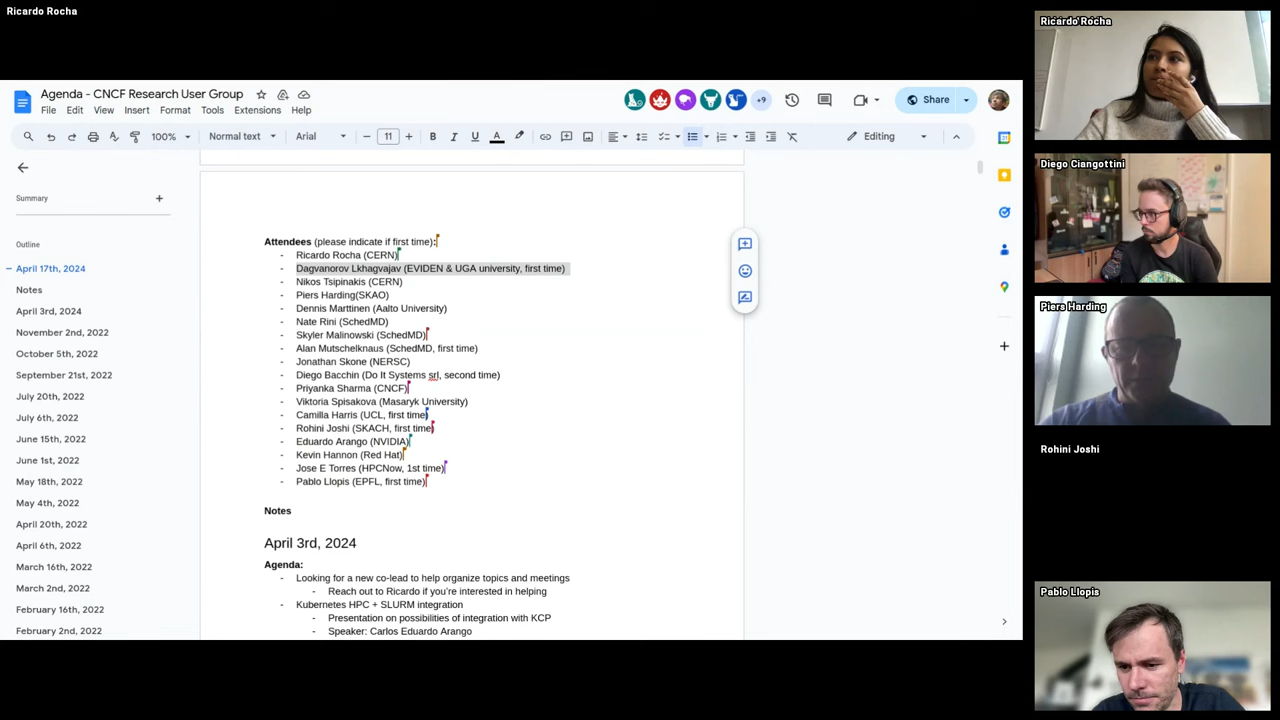 Ricardo Rocha
Agenda - CNCF Research User Group
File Edit View Insert Format Tools Extensions Help
+9
Share
100%
Normal text
Arial
11
B I U A
Editing
Summary
Outline
April 17th, 2024
Notes
April 3rd, 2024
November 2nd, 2022
October 5th, 2022
September 21st, 2022
July 20th, 2022
July 6th, 2022
June 15th, 2022
June 1st, 2022
May 18th, 2022
May 4th, 2022
April 20th, 2022
April 6th, 2022
March 16th, 2022
March 2nd, 2022
February 16th, 2022
February 2nd, 2022
Attendees (please indicate if first time):
- Ricardo Rocha (CERN)
- Dagvanorov Lkhagvajav (EVIDEN & UGA university, first time)
- Nikos Tsipinakis (CERN)
- Piers Harding(SKAO)
- Dennis Marttinen (Aalto University)
- Nate Rini (SchedMD)
- Skyler Malinowski (SchedMD)
- Alan Mutschelknaus (SchedMD, first time)
- Jonathan Skone (NERSC)
- Diego Bacchin (Do It Systems srl, second time)
- Priyanka Sharma (CNCF)
- Viktoria Spisakova (Masaryk University)
- Camilla Harris (UCL, first time)
- Rohini Joshi (SKACH, first time)
- Eduardo Arango (NVIDIA)
- Kevin Hannon (Red Hat)
- Jose E Torres (HPCNow, 1st time)
- Pablo Llopis (EPFL, first time)
Notes
April 3rd, 2024
Agenda:
- Looking for a new co-lead to help organize topics and meetings
- Reach out to Ricardo if you're interested in helping
- Kubernetes HPC + SLURM integration
- Presentation on possibilities of integration with KCP
- Speaker: Carlos Eduardo Arango
Ricardo Rocha
Diego Ciangottini
Piers Harding
Rohini Joshi
Pablo Llopis